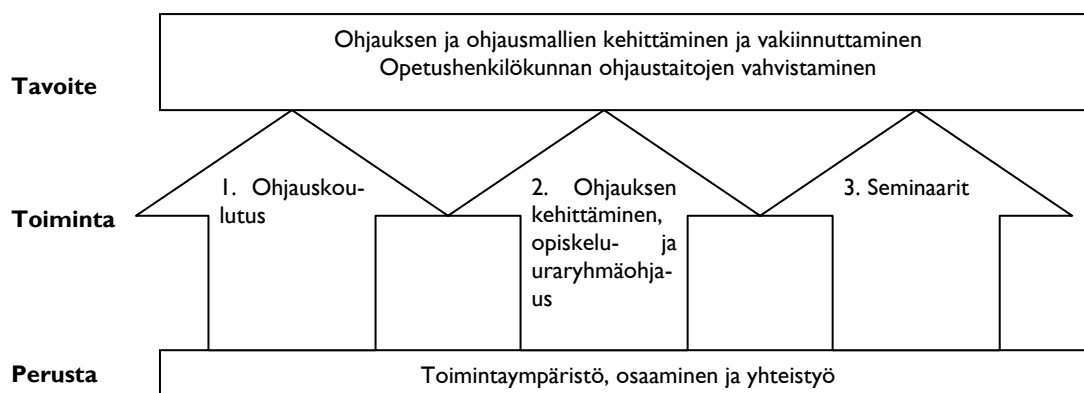 Ohjauksen ja ohjausmallien kehittäminen ja vakiinnuttaminen
Opetushenkilökunnan ohjaustaitojen vahvistaminen
Tavoite
1. Ohjauskou-
lutus
2. Ohjauksen
kehittäminen,
opiskelu- ja
uraryhmäohja-
us
3. Seminaarit
Toiminta
Perusta
Toimintaympäristö, osaaminen ja yhteistyö